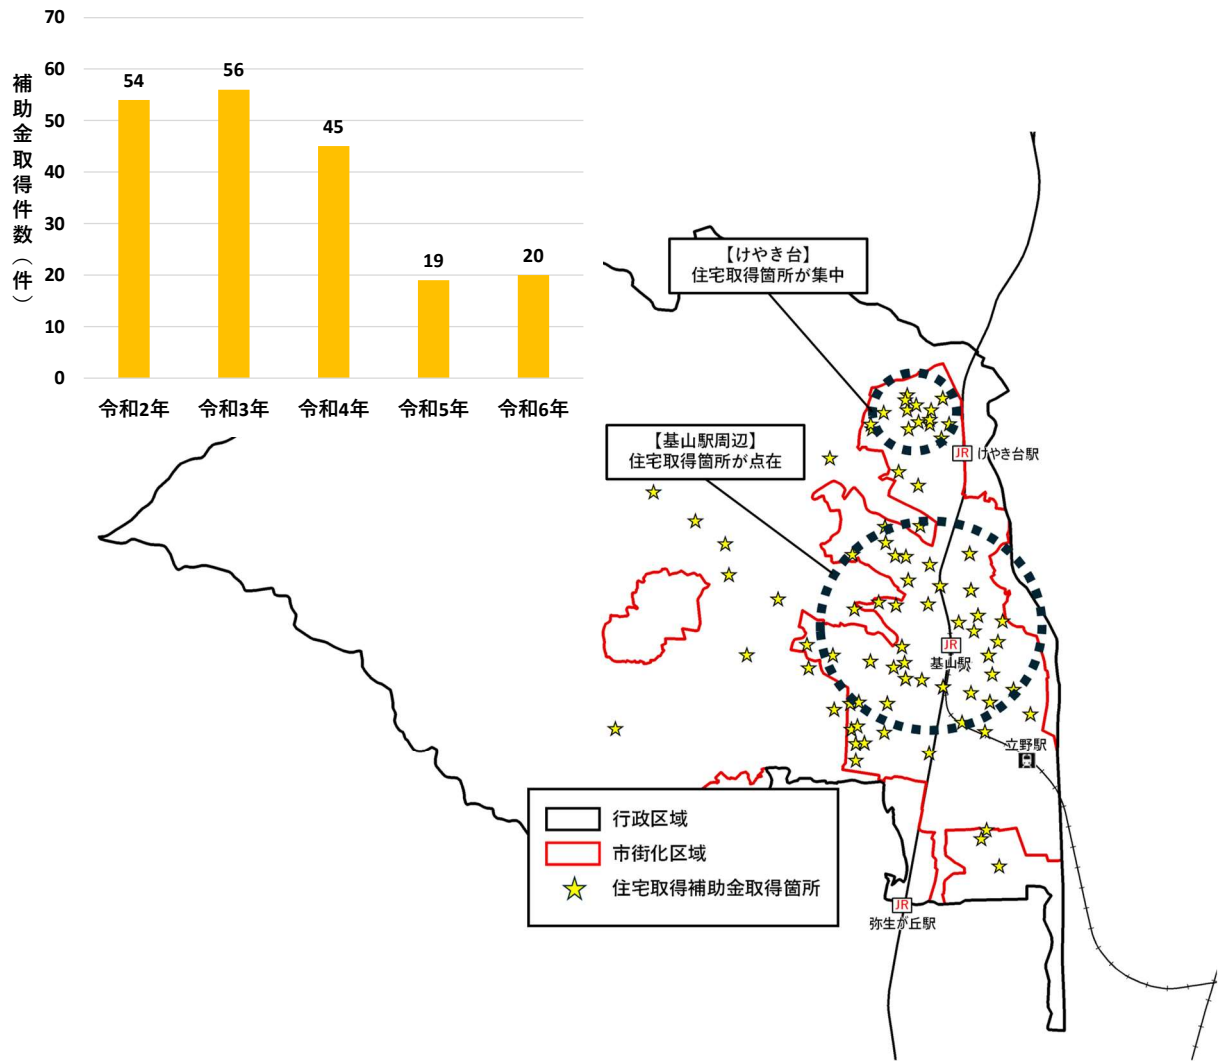 補助金取得件数（件）
70
60
50
40
30
20
10
0
54
56
45
19
20
令和2年
令和3年
令和4年
令和5年
令和6年
【けやき台】
住宅取得箇所が集中
【基山駅周辺】
住宅取得箇所が点在
JR けやき台駅
JR
基山駅
立野駅
行政区域
市街化区域
住宅取得補助金取得箇所
JR
弥生が丘駅